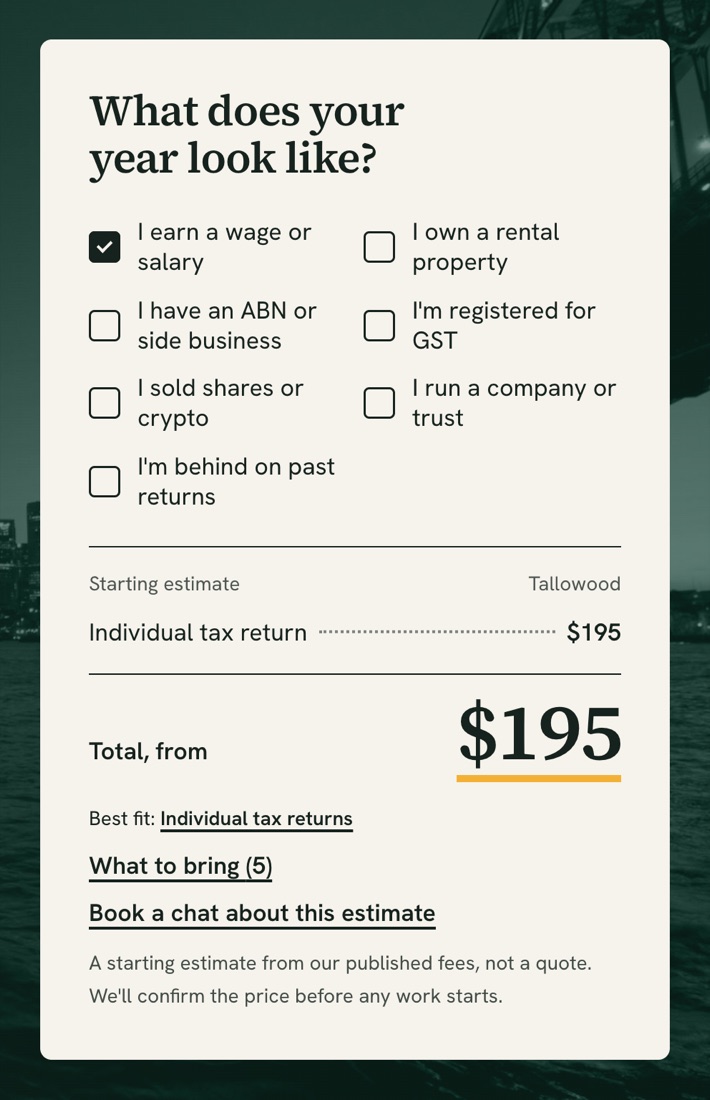 What does your
year look like?
I earn a wage or
salary
I own a rental
property
I have an ABN or
side business
I'm registered for
GST
I sold shares or
crypto
I run a company or
trust
I'm behind on past
returns
Starting estimate
Tallowood
Individual tax return $195
Total, from
$195
Best fit: Individual tax returns
What to bring (5)
Book a chat about this estimate
A starting estimate from our published fees, not a quote.
We'll confirm the price before any work starts.